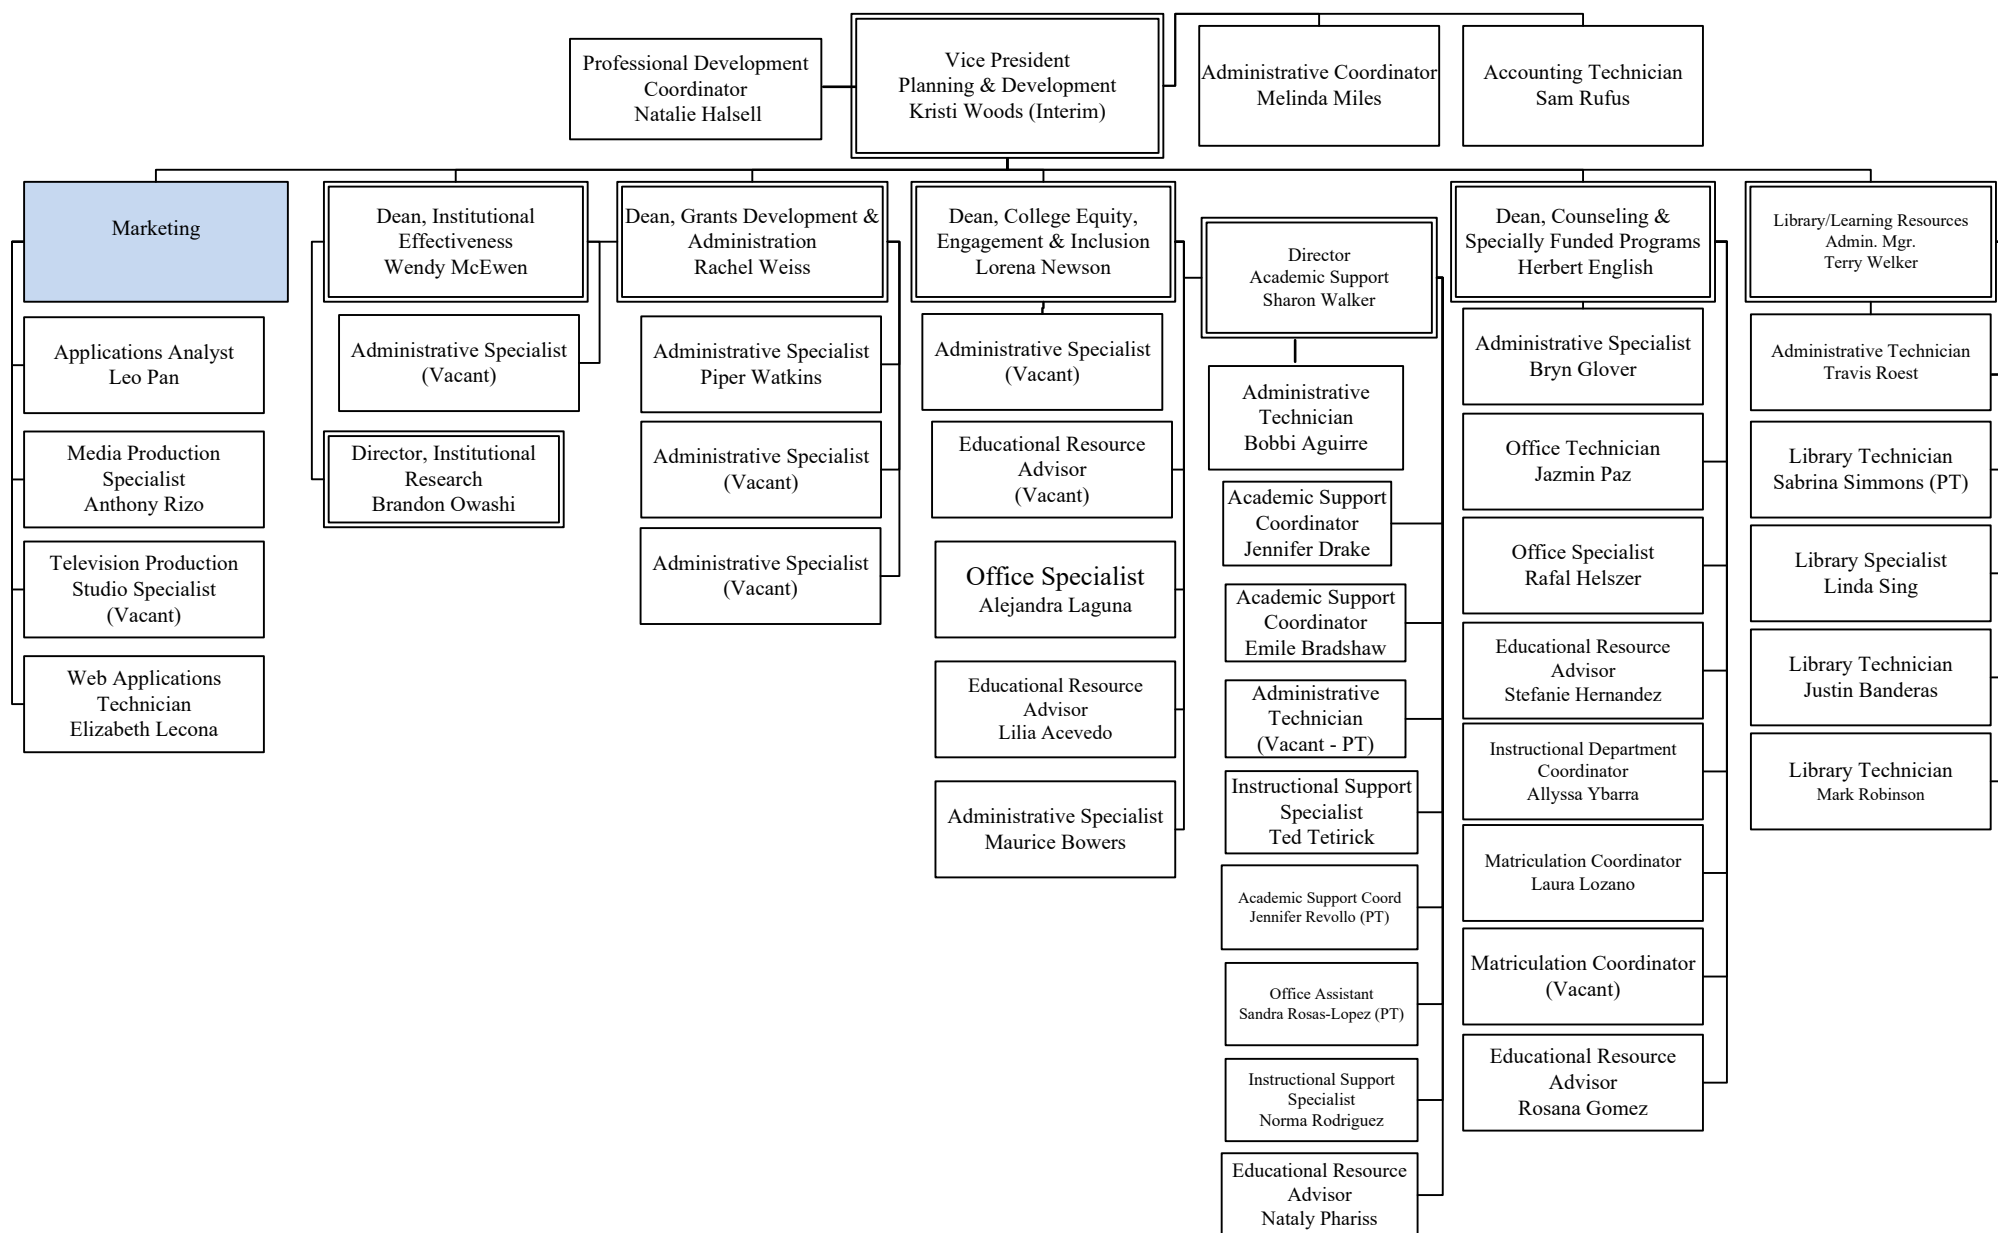 Professional Development
Coordinator
Natalie Halsell
Vice President
Planning & Development
Kristi Woods (Interim)
Administrative Coordinator
Melinda Miles
Accounting Technician
Sam Rufus
Marketing
Applications Analyst
Leo Pan
Media Production
Specialist
Anthony Rizo
Television Production
Studio Specialist
(Vacant)
Web Applications
Technician
Elizabeth Lecona
Dean, Institutional
Effectiveness
Wendy McEwen
Administrative Specialist
(Vacant)
Director, Institutional
Research
Brandon Owashi
Dean, Grants Development &
Administration
Rachel Weiss
Administrative Specialist
Piper Watkins
Administrative Specialist
(Vacant)
Administrative Specialist
(Vacant)
Dean, College Equity,
Engagement & Inclusion
Lorena Newson
Administrative Specialist
(Vacant)
Educational Resource
Advisor
(Vacant)
Office Specialist
Alejandra Laguna
Educational Resource
Advisor
Lilia Acevedo
Administrative Specialist
Maurice Bowers
Director
Academic Support
Sharon Walker
Administrative
Technician
Bobbi Aguirre
Academic Support
Coordinator
Jennifer Drake
Academic Support
Coordinator
Emile Bradshaw
Administrative
Technician
(Vacant - PT)
Instructional Support
Specialist
Ted Tetirick
Academic Support Coord
Jennifer Revollo (PT)
Office Assistant
Sandra Rosas-Lopez (PT)
Instructional Support
Specialist
Norma Rodriguez
Educational Resource
Advisor
Nataly Phariss
Dean, Counseling &
Specially Funded Programs
Herbert English
Administrative Specialist
Bryn Glover
Office Technician
Jazmin Paz
Office Specialist
Rafal Helszer
Educational Resource
Advisor
Stefanie Hernandez
Instructional Department
Coordinator
Allyssa Ybarra
Matriculation Coordinator
Laura Lozano
Matriculation Coordinator
(Vacant)
Educational Resource
Advisor
Rosana Gomez
Library/Learning Resources
Admin. Mgr.
Terry Welker
Administrative Technician
Travis Roest
Library Technician
Sabrina Simmons (PT)
Library Specialist
Linda Sing
Library Technician
Justin Banderas
Library Technician
Mark Robinson